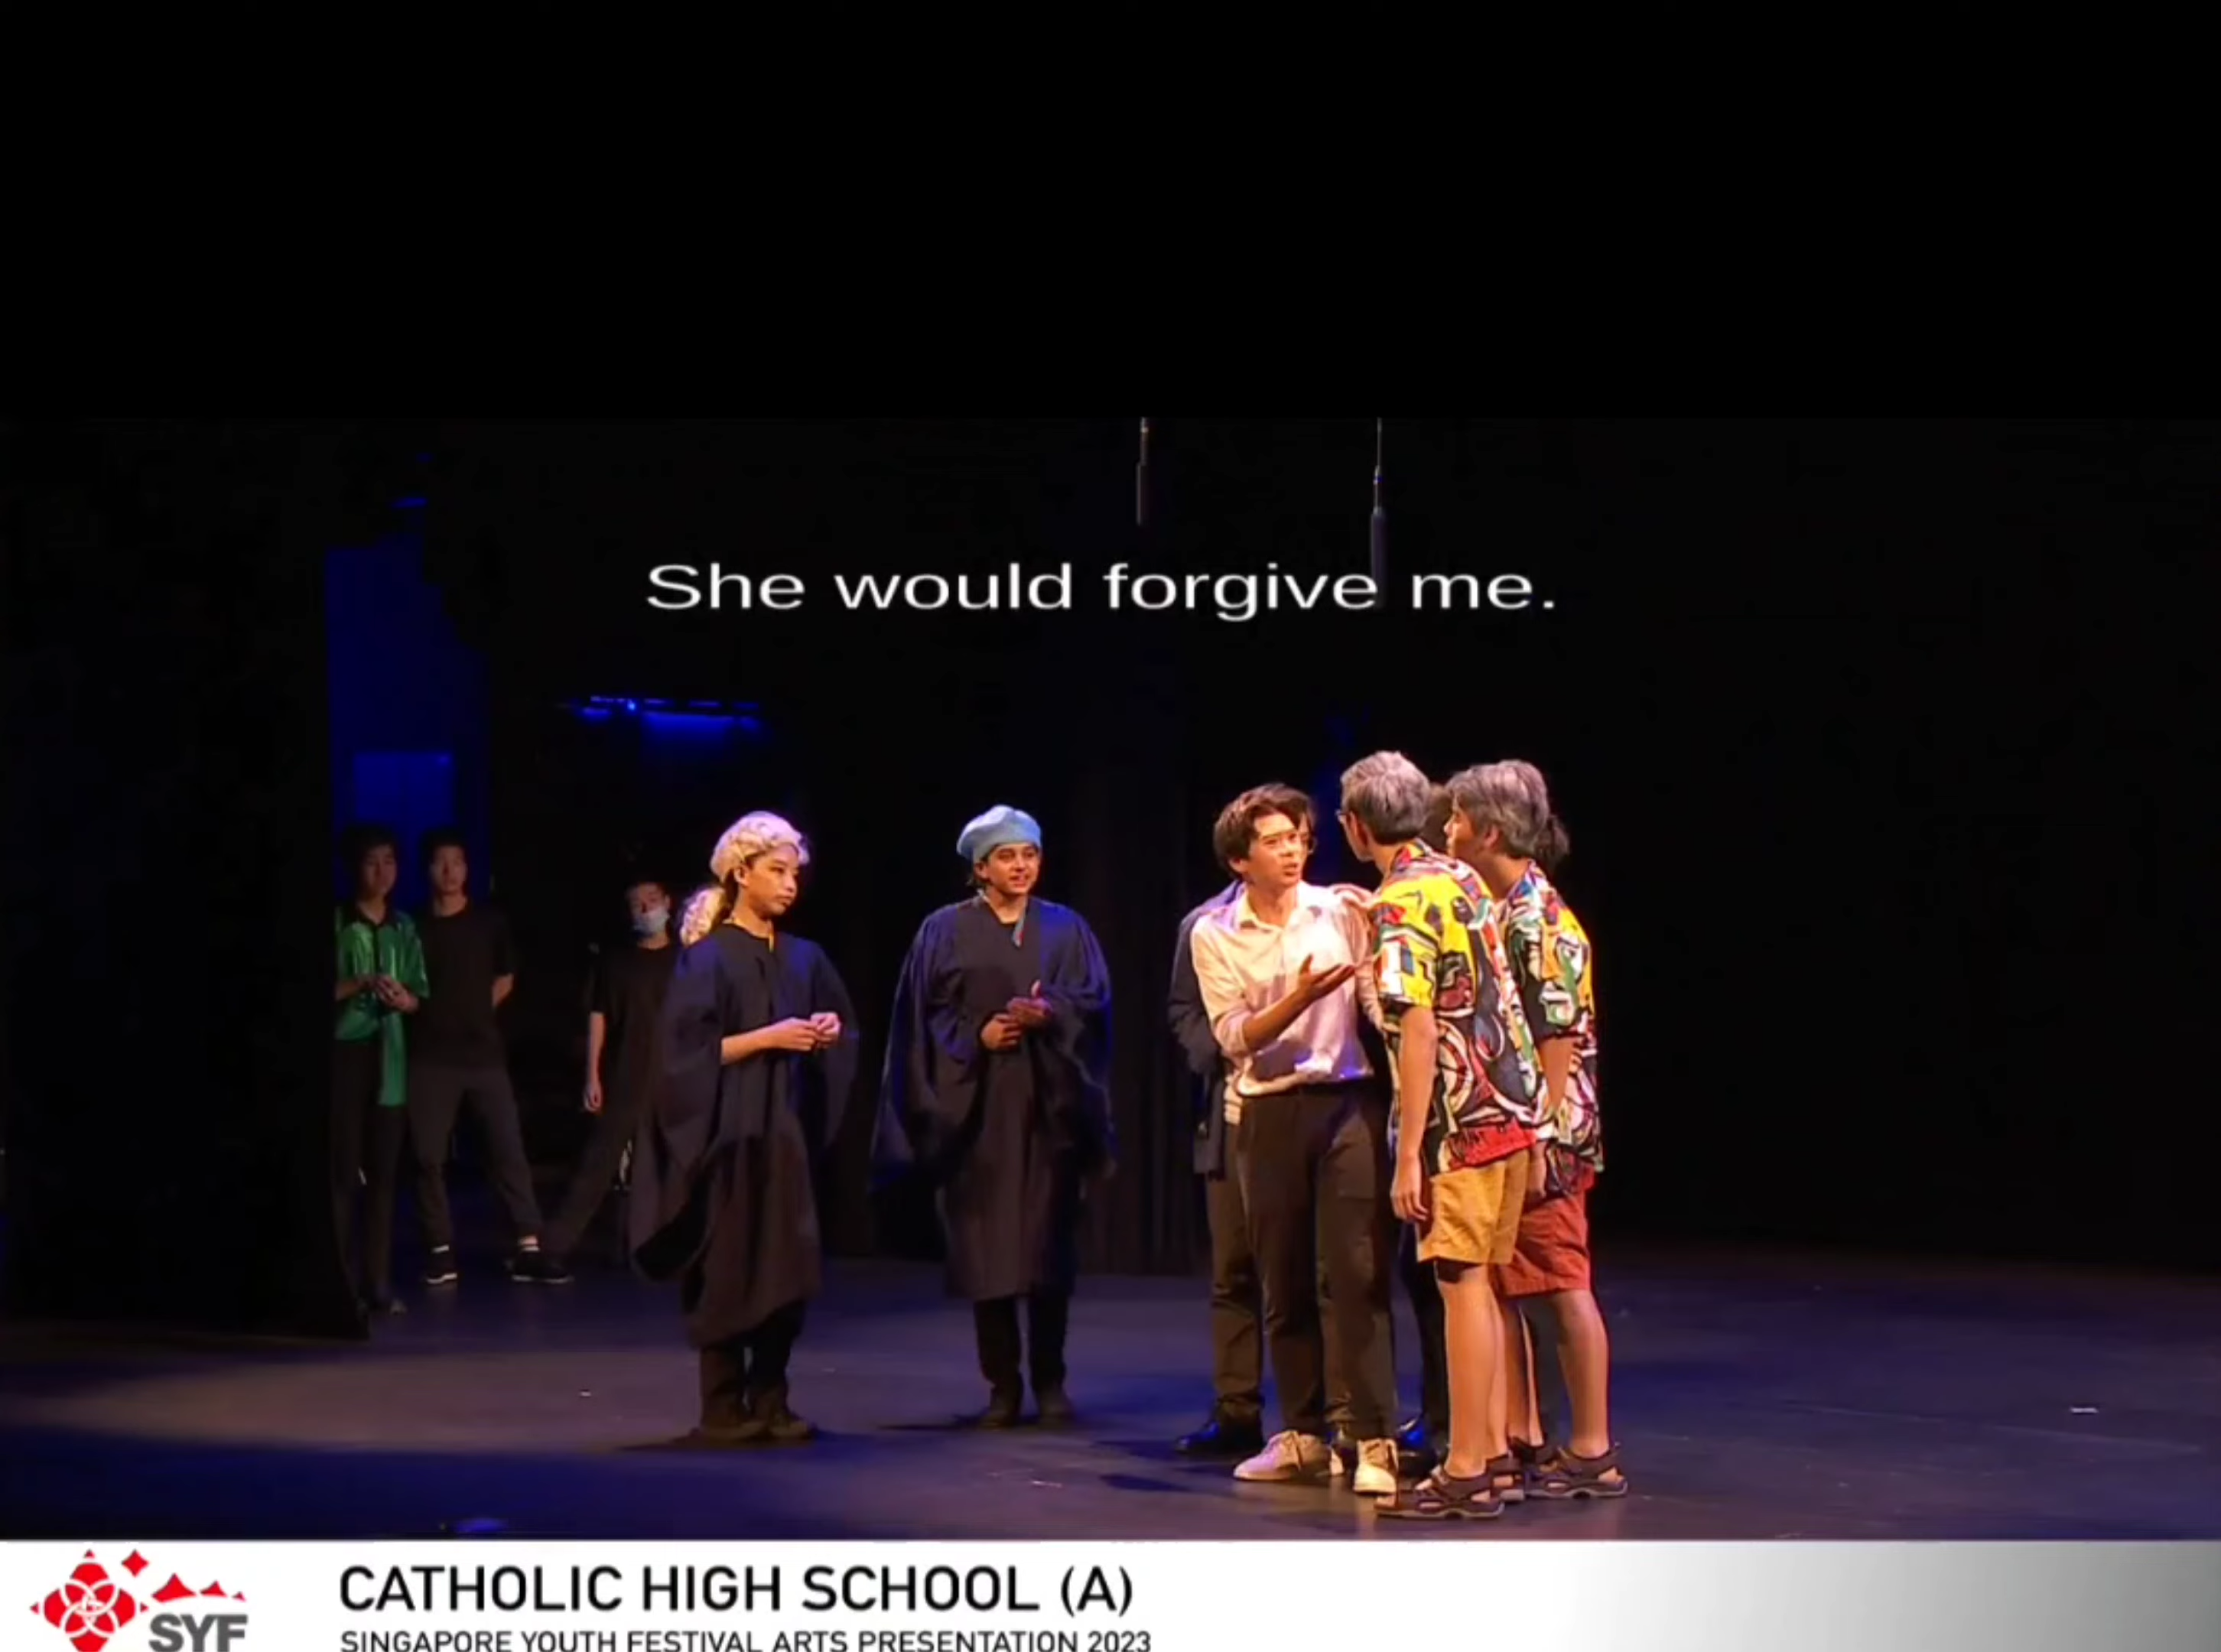 She would forgive me.
SYF
CATHOLIC HIGH SCHOOL (A)
SINGAPORE YOUTH FESTIVAL ARTS PRESENTATION 2023